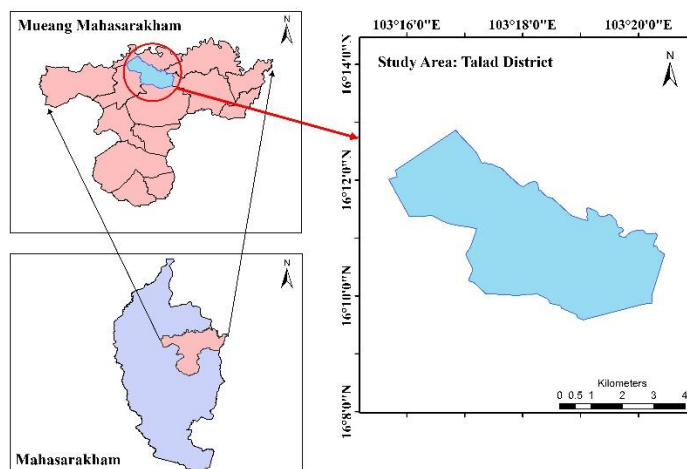 Mueang Mahasarakham
N
N
Mahasarakham
103°16'0"E 103°18'0"E 103°20'0"E
Study Area: Talad District
N
16°14'0"N
16°12'0"N
16°10'0"N
16°8'0"N
Kilometers
0 0.5 1 2 3 4